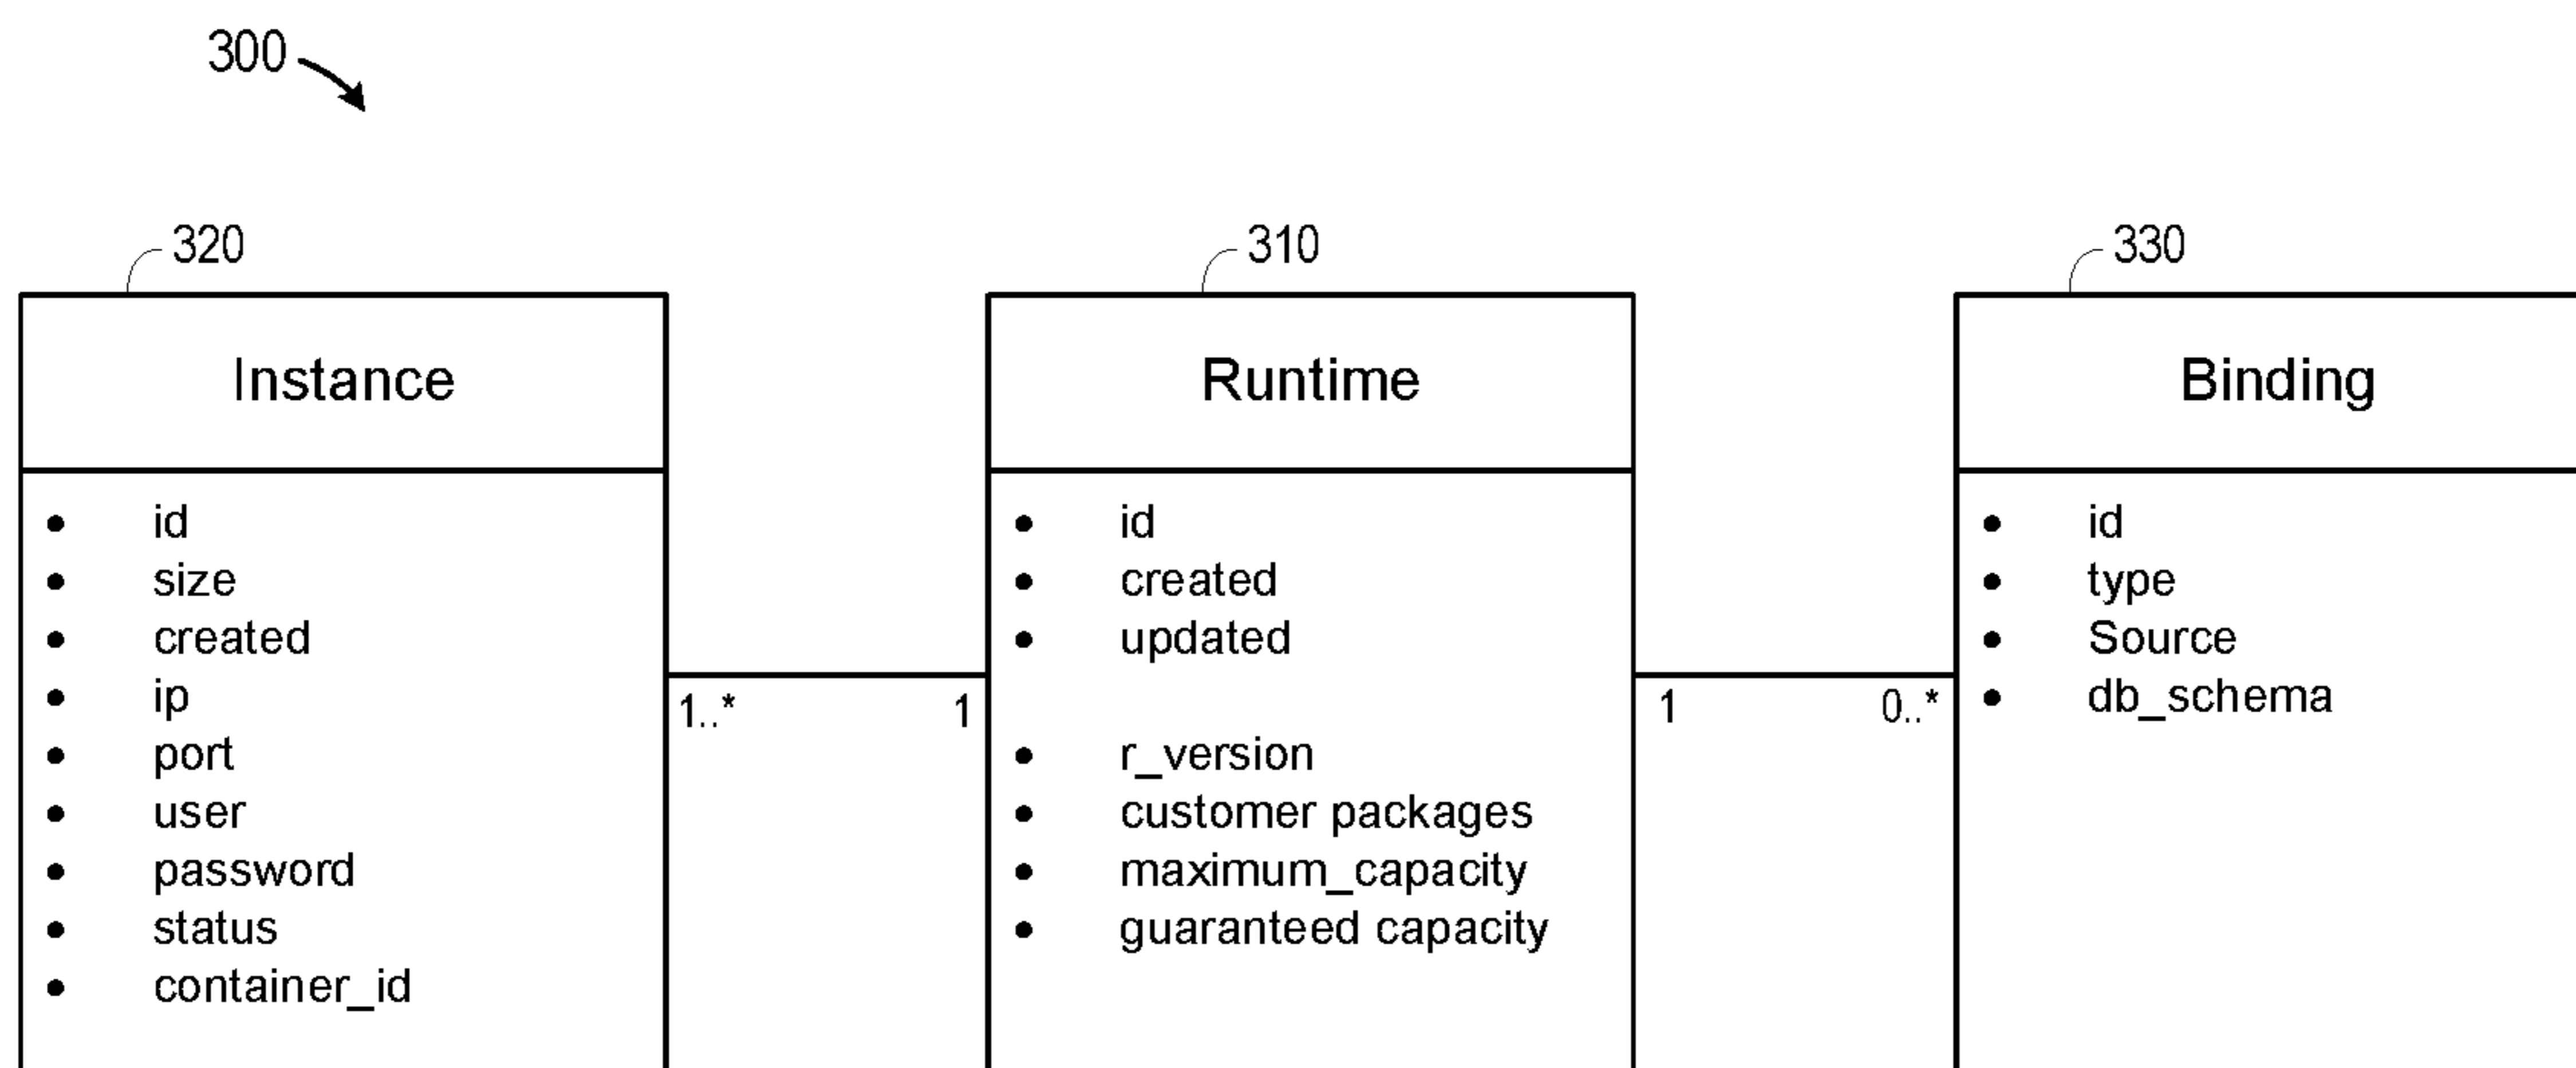 300
320
Instance
• id
• size
• created
• ip
• port
• user
• password
• status
• container_id
1..*
1
310
Runtime
• id
• created
• updated
• r_version
• customer packages
• maximum_capacity
• guaranteed capacity
1
0..*
330
Binding
• id
• type
• Source
• db_schema